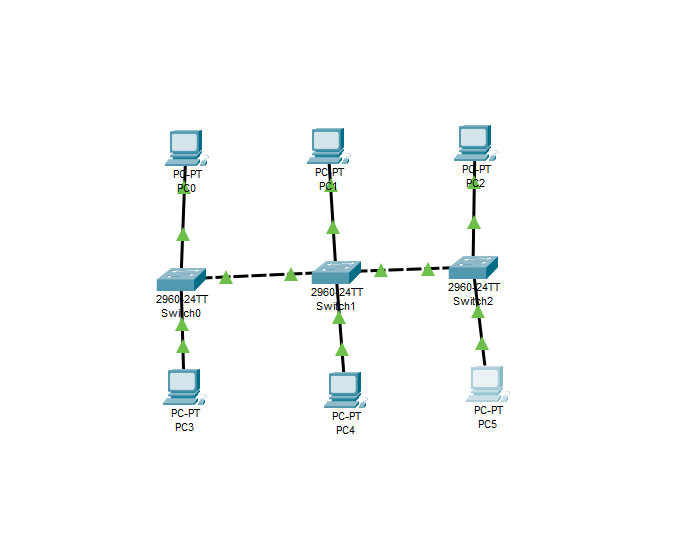 PC-PT
PC0
PC-PT
PC1
PC-PT
PC2
2960-24TT
Switch0
2960-24TT
Switch1
2960-24TT
Switch2
PC-PT
PC3
PC-PT
PC4
PC-PT
PC5